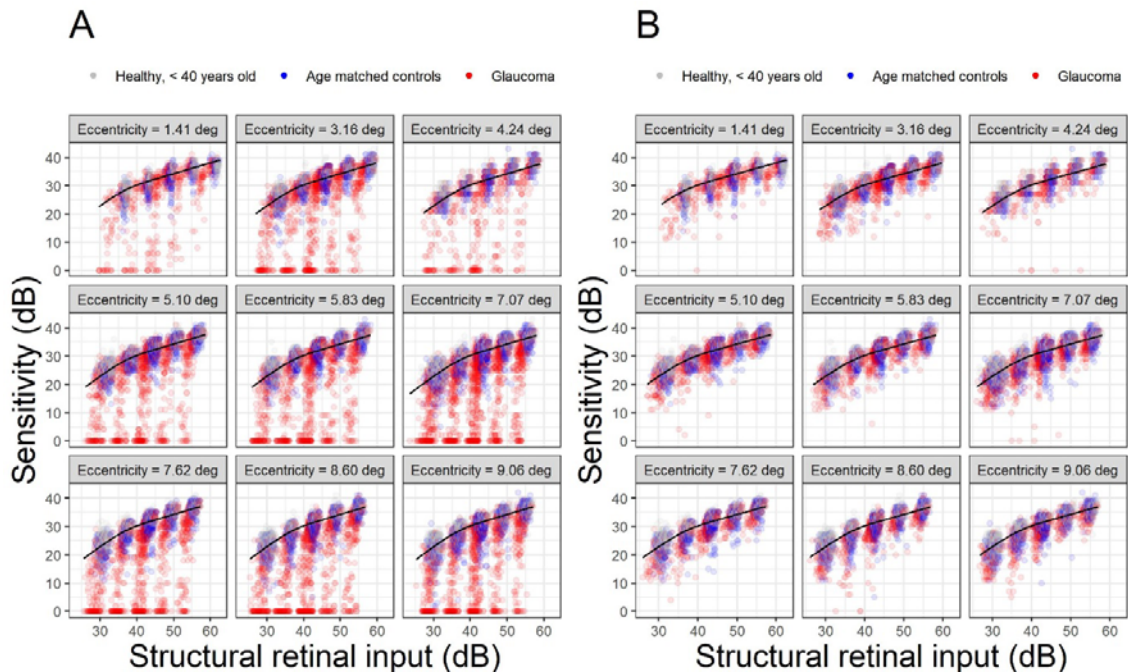 A B
Healthy, < 40 years old Age matched controls Glaucoma Healthy, < 40 years old Age matched controls Glaucoma
Eccentricity = 1.41 deg Eccentricity = 3.16 deg Eccentricity = 4.24 deg Eccentricity = 1.41 deg Eccentricity = 3.16 deg Eccentricity = 4.24 deg
40 40
30 30
20 20
10 10
0 0
Eccentricity = 5.10 deg Eccentricity = 5.83 deg Eccentricity = 7.07 deg Eccentricity = 5.10 deg Eccentricity = 5.83 deg Eccentricity = 7.07 deg
Sensitivity (dB) Sensitivity (dB)
40 40
30 30
20 20
10 10
0 0
Eccentricity = 7.62 deg Eccentricity = 8.60 deg Eccentricity = 9.06 deg Eccentricity = 7.62 deg Eccentricity = 8.60 deg Eccentricity = 9.06 deg
40 40
30 30
20 20
10 10
0 0
30 40 50 60 30 40 50 60 30 40 50 60 30 40 50 60 30 40 50 60 30 40 50 60
Structural retinal input (dB) Structural retinal input (dB)